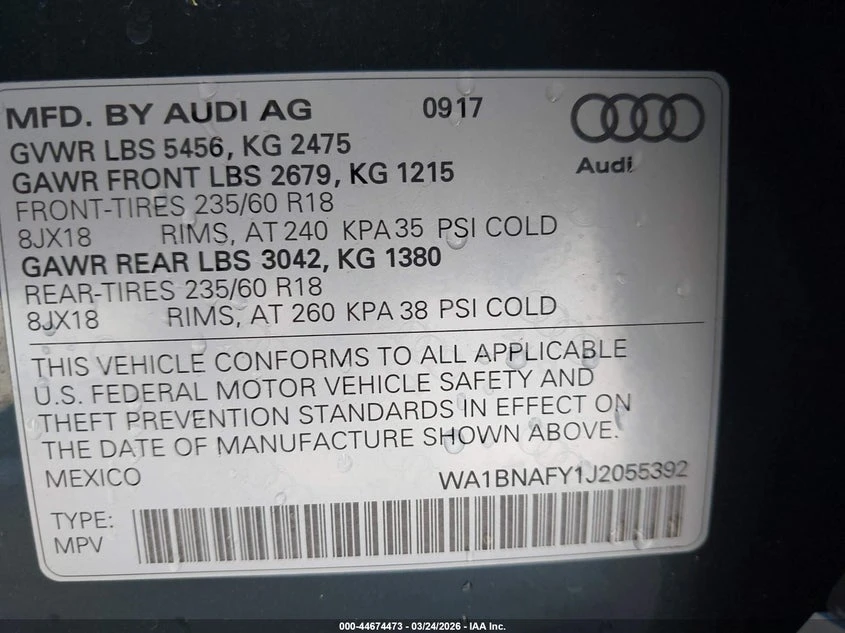 MFD. BY AUDI AG 0917
Audi
GVWR LBS 5456, KG 2475
GAWR FRONT LBS 2679, KG 1215
FRONT-TIRES 235/60 R18
8JX18 RIMS, AT 240 KPA 35 PSI COLD
GAWR REAR LBS 3042, KG 1380
REAR-TIRES 235/60 R18
8JX18 RIMS, AT 260 KPA 38 PSI COLD
THIS VEHICLE CONFORMS TO ALL APPLICABLE
U.S. FEDERAL MOTOR VEHICLE SAFETY AND
THEFT PREVENTION STANDARDS IN EFFECT ON
THE DATE OF MANUFACTURE SHOWN ABOVE.
MEXICO WA1BNAFY1J2055392
TYPE:
MPV
000-44674473 - 03/24/2026 - IAA Inc.